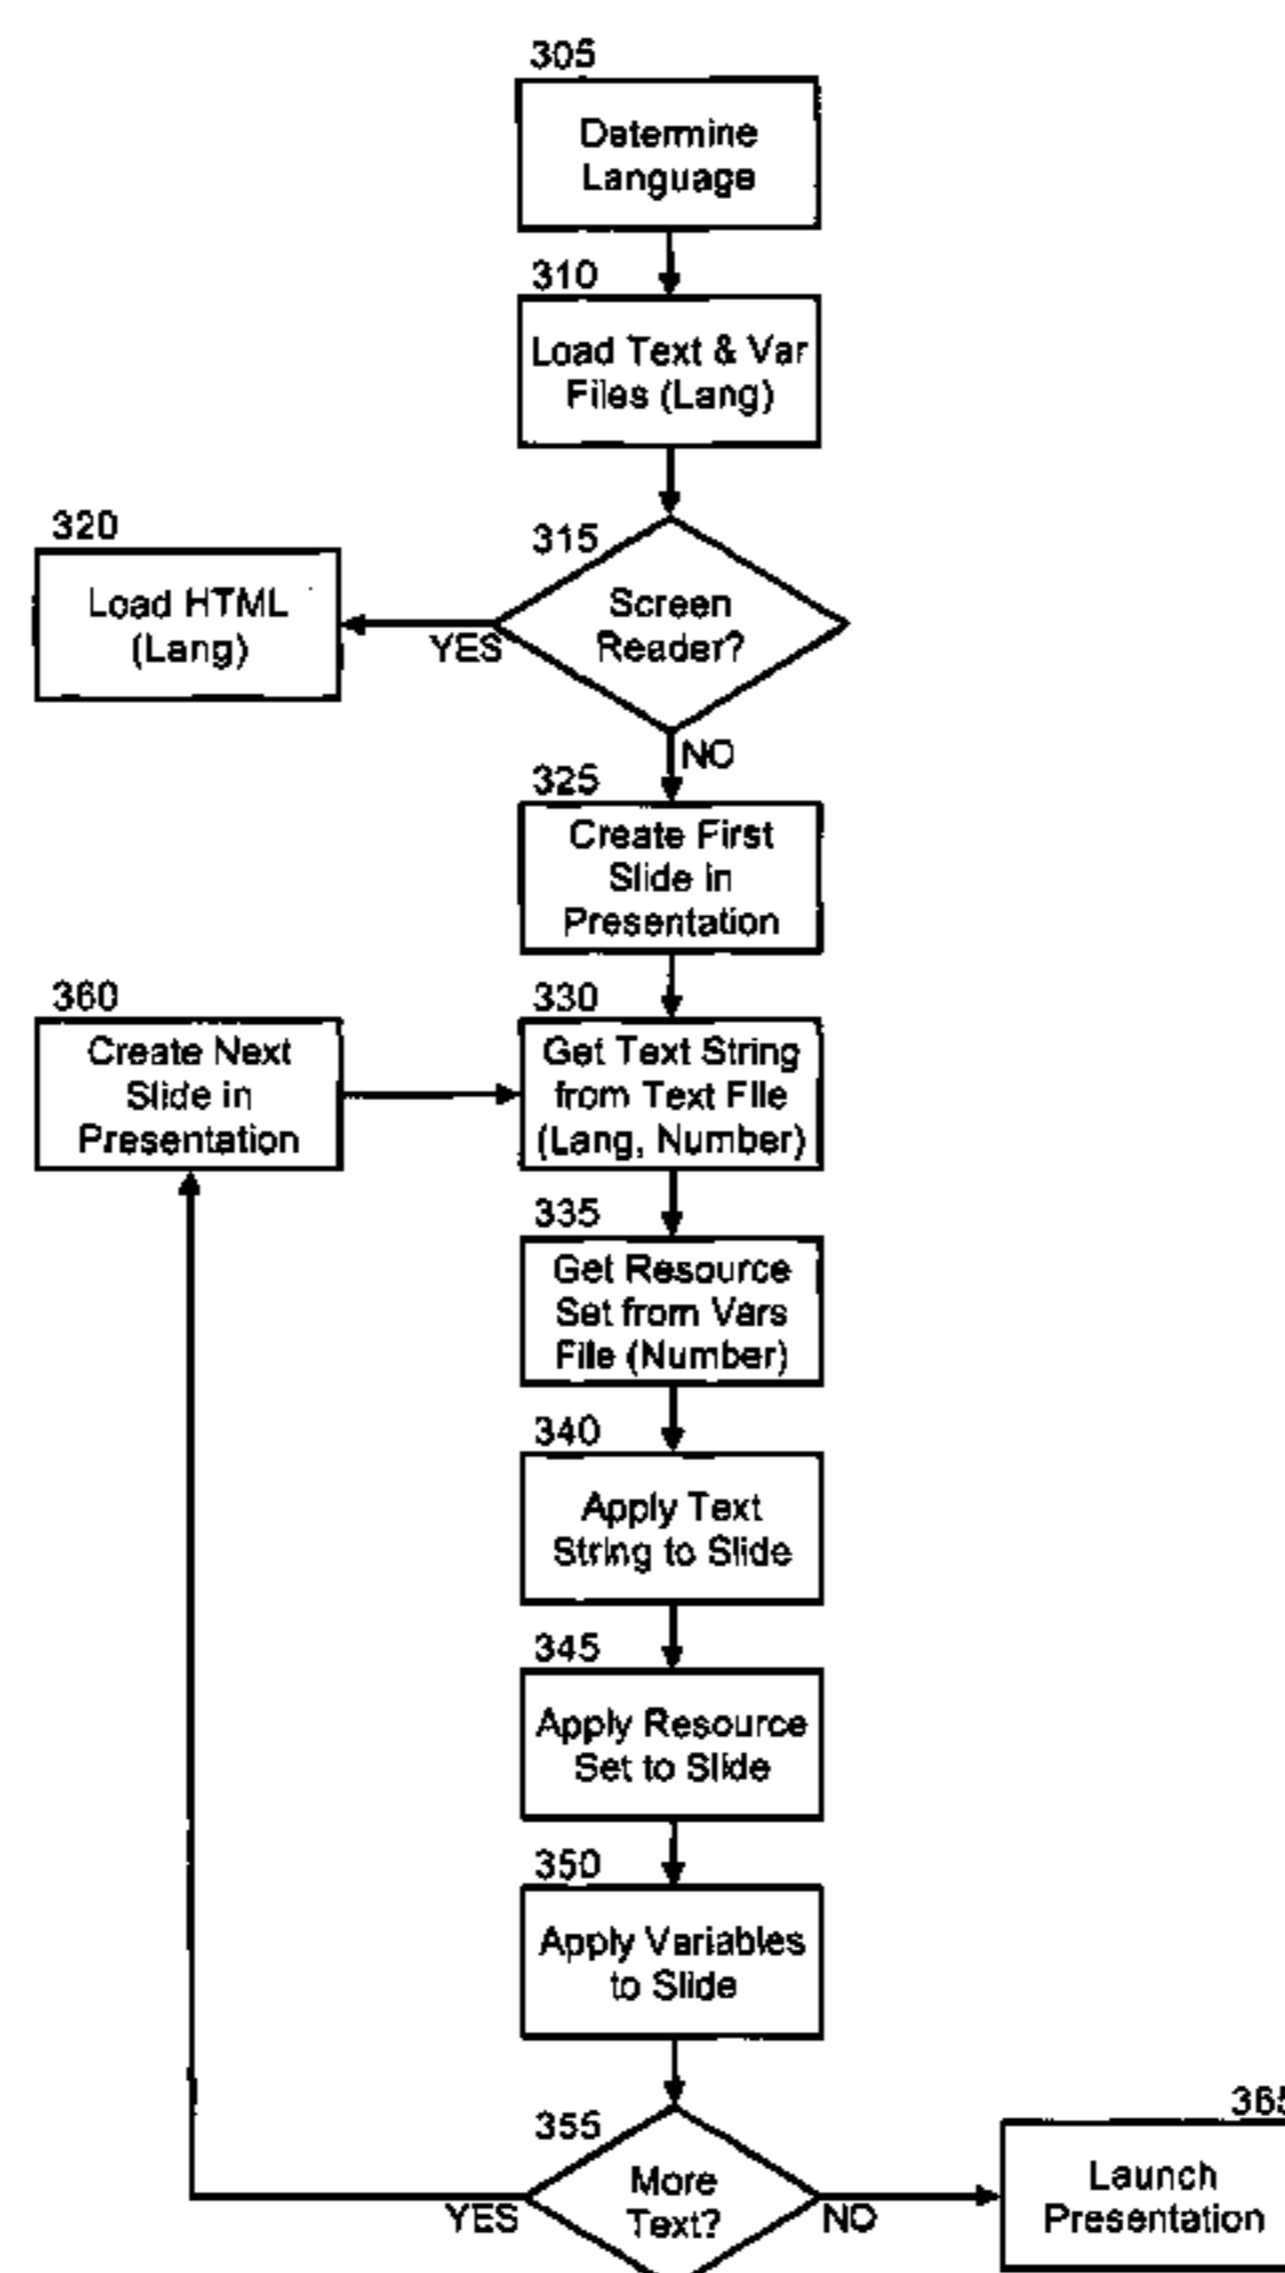 305
Determine
Language
310
Load Text & Var
Files (Lang)
320
Load HTML
(Lang)
315
Screen
Reader?
YES
NO
325
Create First
Slide in
Presentation
360
Create Next
Slide in
Presentation
330
Get Text String
from Text File
(Lang, Number)
335
Get Resource
Set from Vars
File (Number)
340
Apply Text
String to Slide
345
Apply Resource
Set to Slide
350
Apply Variables
to Slide
355
More
Text?
YES
NO
365
Launch
Presentation